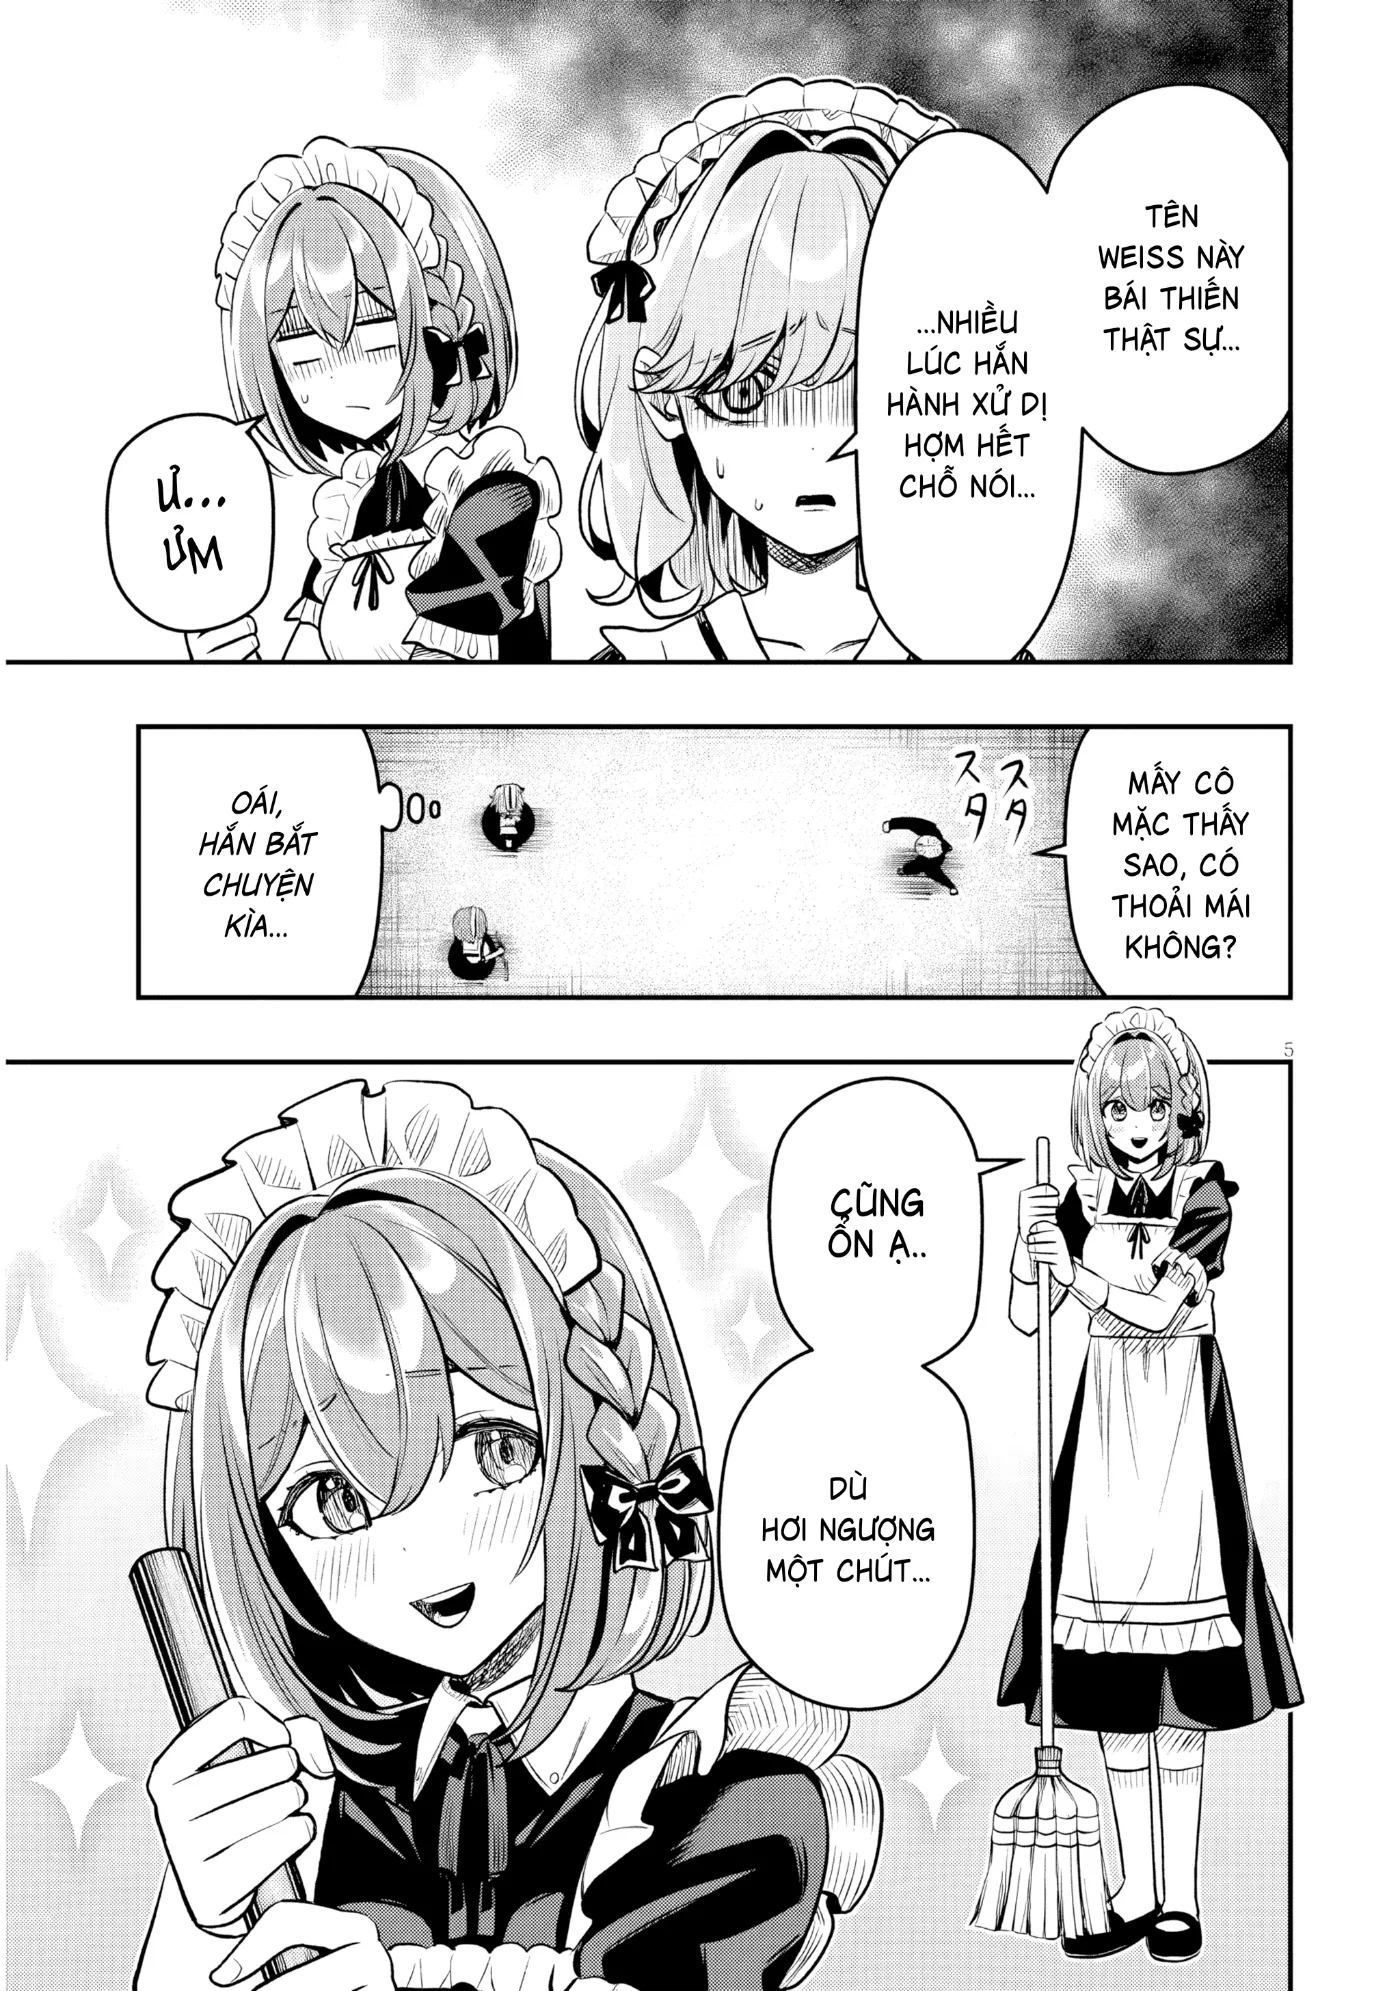 TÊN
WEISS NÀY
BÁI THIẾN
THẬT SỰ...
...NHIỀU
LÚC HẮN
HÀNH XỬ DỊ
HỢM HẾT
CHỖ NÓI...
Ư...
ƯM
MẤY CÔ
MẶC THẤY
SAO, CÓ
THOẢI MÁI
KHÔNG?
スタ
スタ
OÁI,
HẮN BẮT
CHUYỆN
KÌA...
5
CŨNG
ỔN Ạ..
DÙ
HƠI NGƯỢNG
MỘT CHÚT...